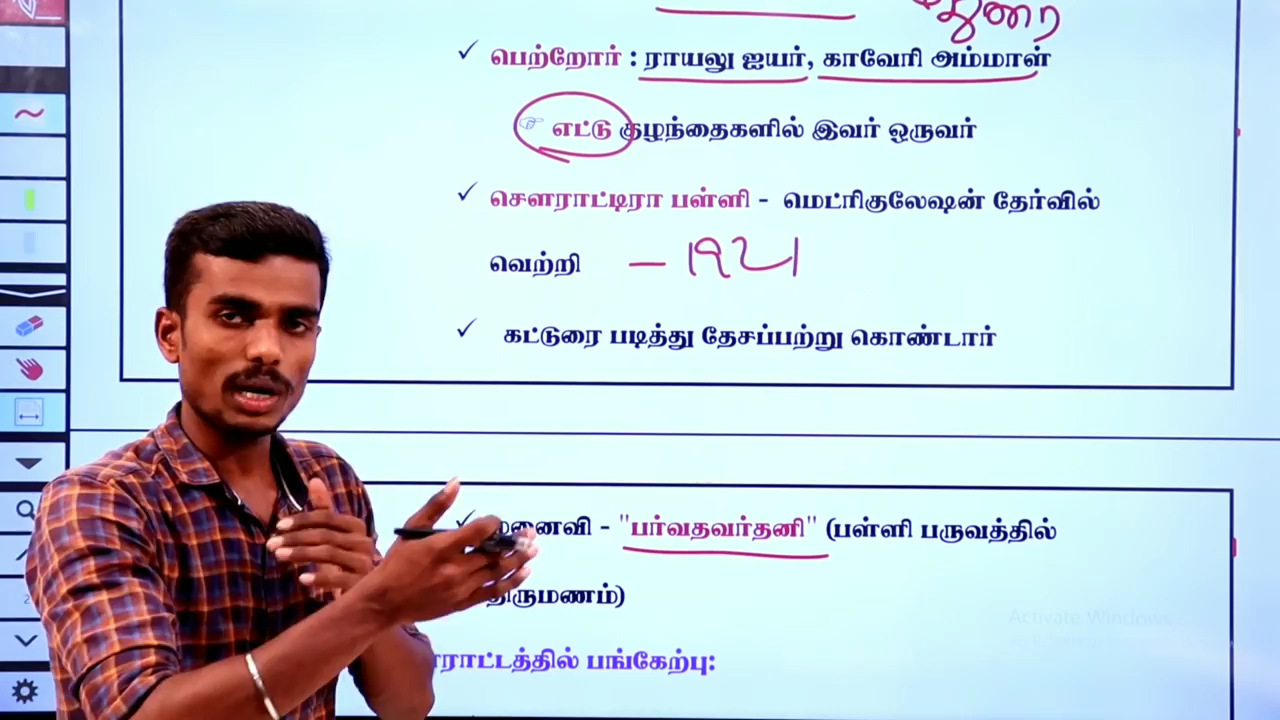 துரை
பெற்றோர் : ராயலு ஐயர், காவேரி அம்மாள்
எட்டு குழந்தைகளில் இவர் ஒருவர்
சௌராட்டிரா பள்ளி - மெட்ரிகுலேஷன் தேர்வில்
வெற்றி – 1921
கட்டுரை படித்து தேசப்பற்று கொண்டார்
மனைவி - "பர்வதவர்தனி" (பள்ளி பருவத்தில்
திருமணம்)
ராட்டத்தில் பங்கேற்பு:
Activate Windows